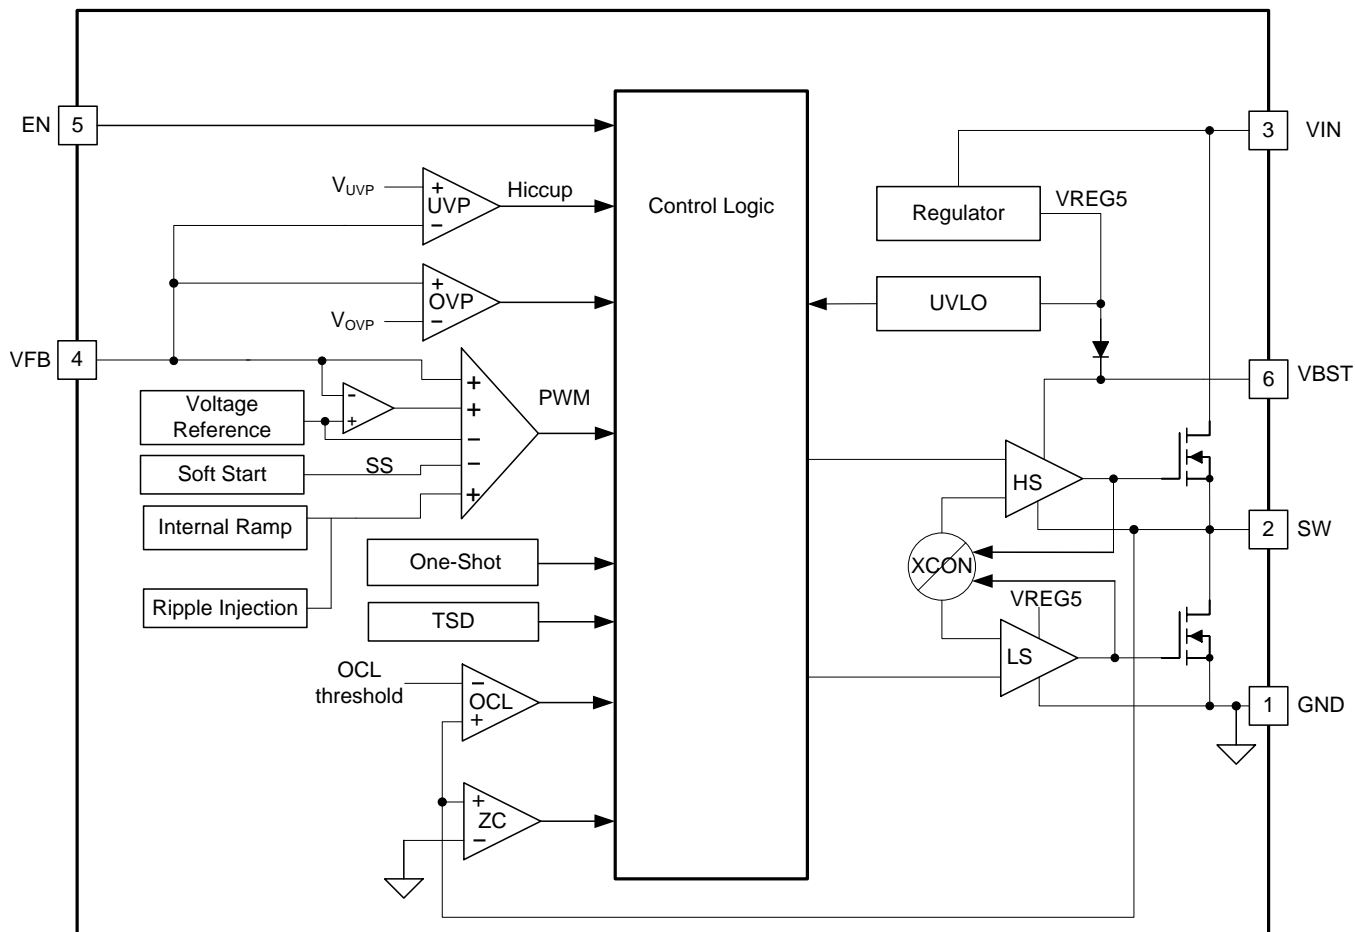 EN
5
3
VIN
VUVP
+
UVP
−
Hiccup
Control Logic
Regulator
VREG5
+
OVP
−
VOVP
UVLO
VFB
4
6
VBST
Voltage
Reference
-
+
+
+
−
−
+
PWM
Soft Start
SS
Internal Ramp
HS
2
SW
One-Shot
XCON
Ripple Injection
TSD
VREG5
LS
OCL
threshold
−
OCL
+
1
GND
+
ZC
−